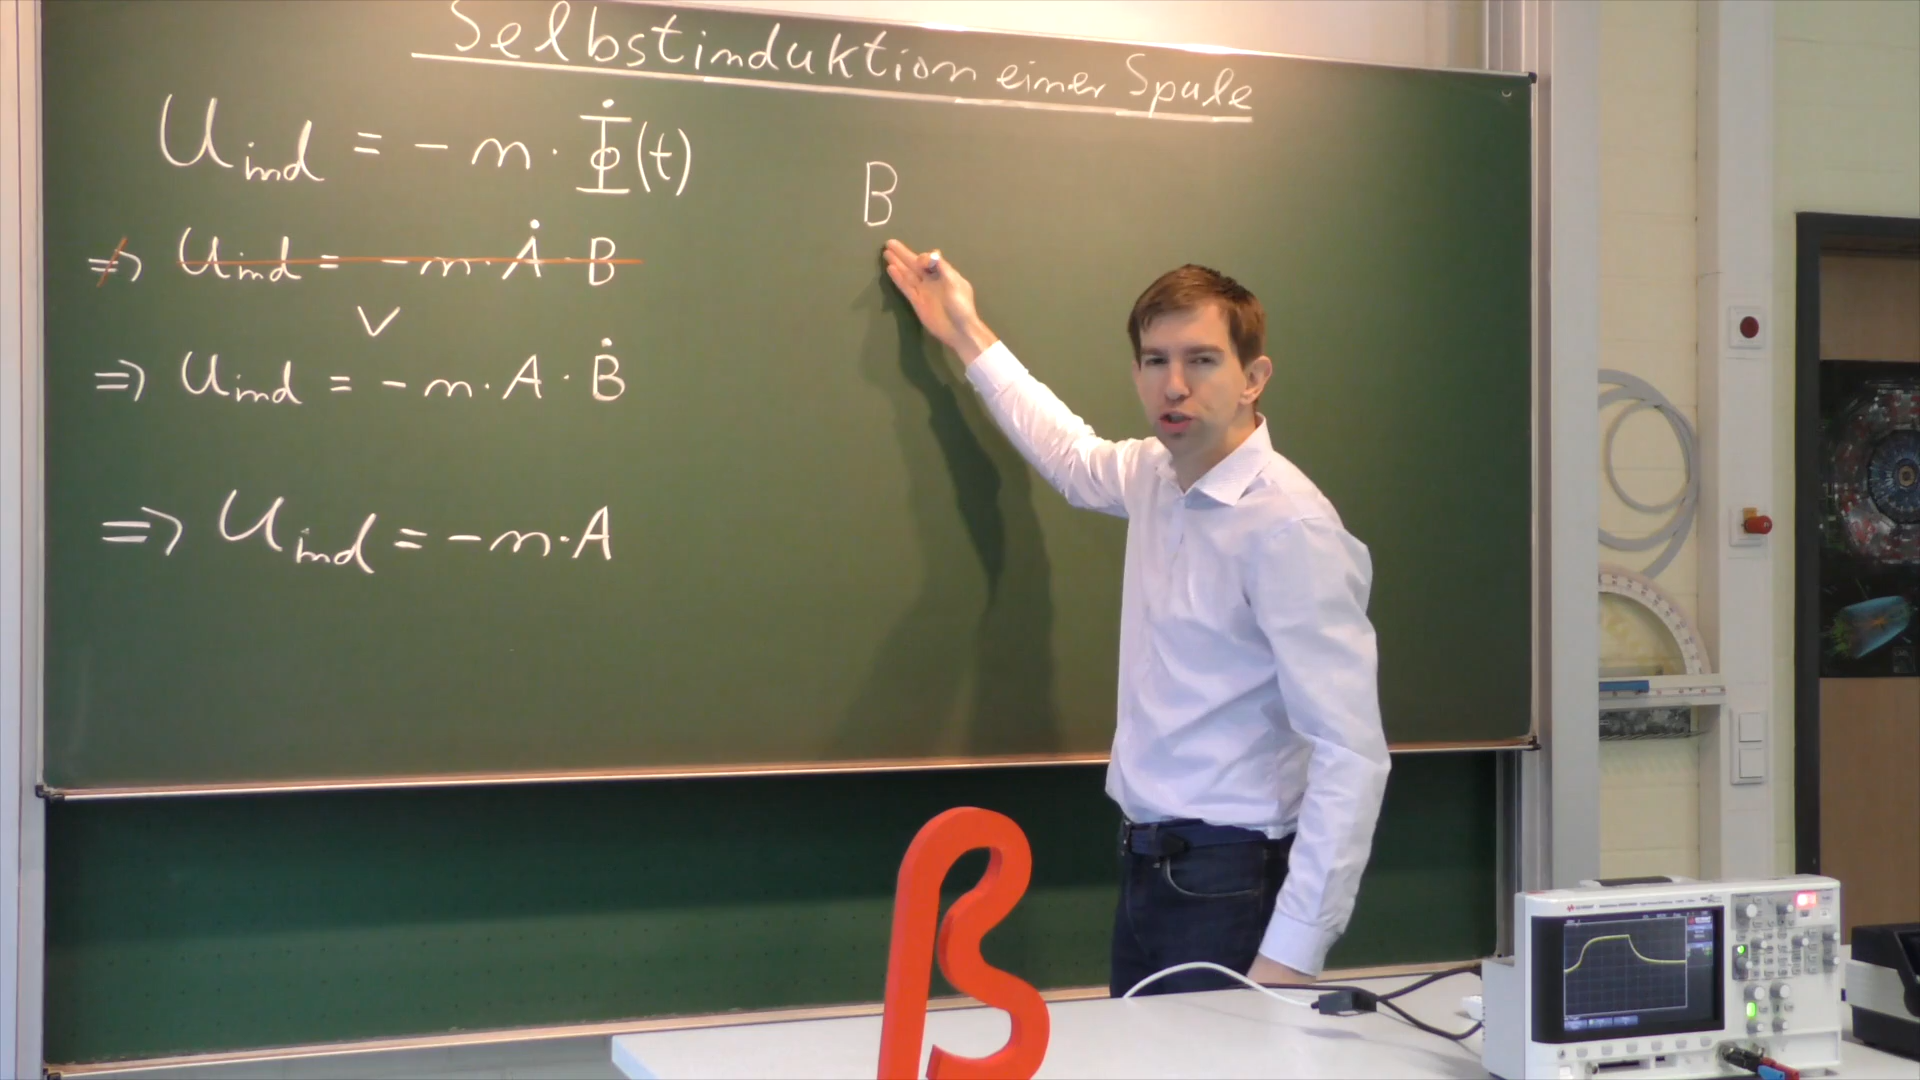 Selbstinduktion einer Spule
U_ind = - n · Φ̇(t)
⇏ U_ind = - n · Ȧ · B
∨
⇒ U_ind = - n · A · Ḃ
⇒ U_ind = - n · A
B
β